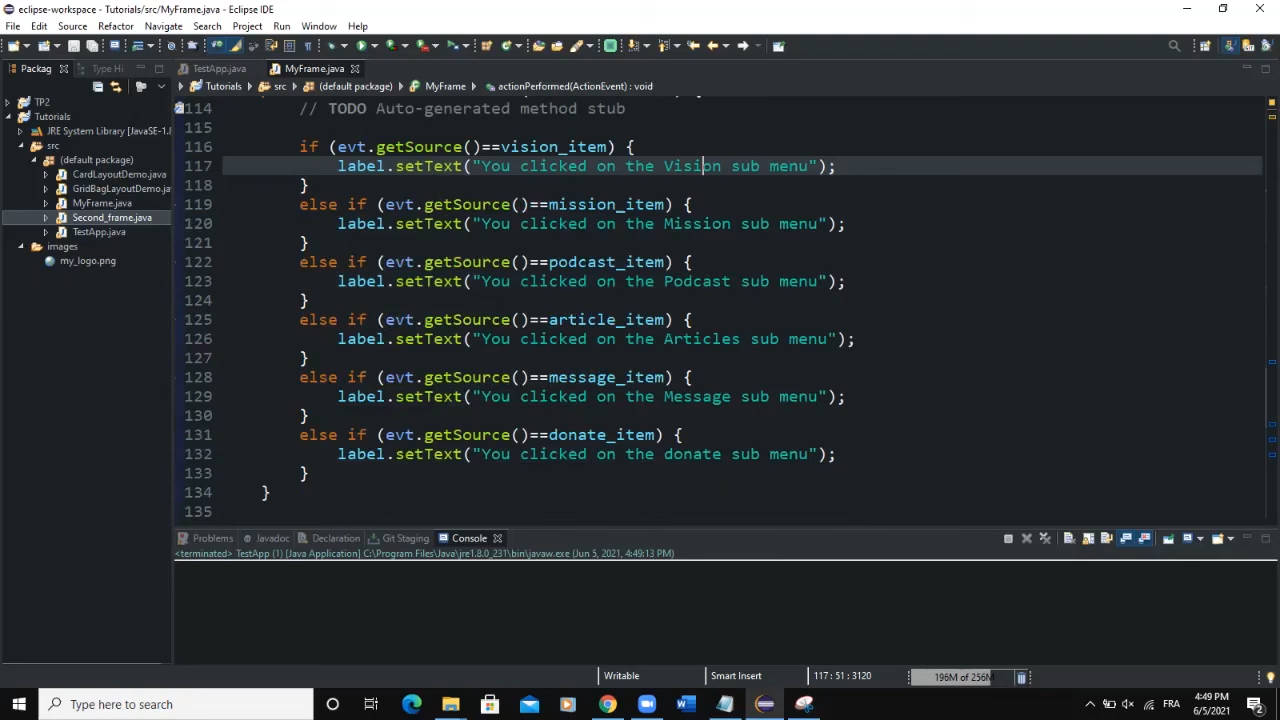 eclipse-workspace - Tutorials/src/MyFrame.java - Eclipse IDE
File Edit Source Refactor Navigate Search Project Run Window Help
Packag Type Hi TestApp.java MyFrame.java
Tutorials src (default package) MyFrame actionPerformed(ActionEvent) : void
TP2
Tutorials
JRE System Library [JavaSE-1.
src
(default package)
CardLayoutDemo.java
GridBagLayoutDemo.ja
MyFrame.java
Second_frame.java
TestApp.java
images
my_logo.png
114 // TODO Auto-generated method stub
115
116 if (evt.getSource()==vision_item) {
117 label.setText("You clicked on the Vision sub menu");
118 }
119 else if (evt.getSource()==mission_item) {
120 label.setText("You clicked on the Mission sub menu");
121 }
122 else if (evt.getSource()==podcast_item) {
123 label.setText("You clicked on the Podcast sub menu");
124 }
125 else if (evt.getSource()==article_item) {
126 label.setText("You clicked on the Articles sub menu");
127 }
128 else if (evt.getSource()==message_item) {
129 label.setText("You clicked on the Message sub menu");
130 }
131 else if (evt.getSource()==donate_item) {
132 label.setText("You clicked on the donate sub menu");
133 }
134 }
135
Problems Javadoc Declaration Git Staging Console
<terminated> TestApp (1) [Java Application] C:\Program Files\Java\jre1.8.0_231\bin\javaw.exe (Jun 5, 2021, 4:49:13 PM)
Writable Smart Insert 117 : 51 : 3120 196M of 256M
Type here to search
FRA
4:49 PM
6/5/2021
2